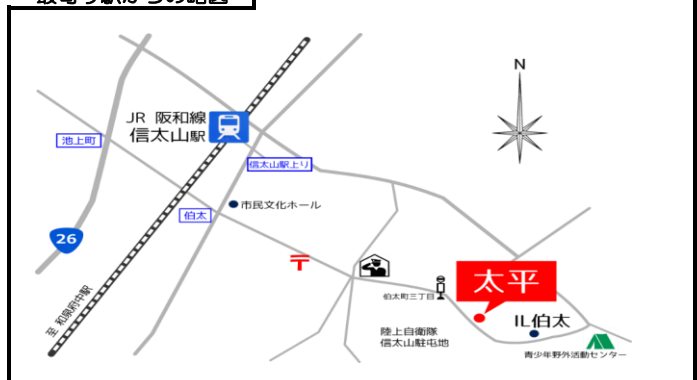 最寄り駅からの略図
N
JR 阪和線
信太山駅
池上町
信太山駅上り
市民文化ホール
伯太
26
〒
太平
伯太町三丁目
IL伯太
至 和泉府中駅
陸上自衛隊
信太山駐屯地
青少年野外活動センター